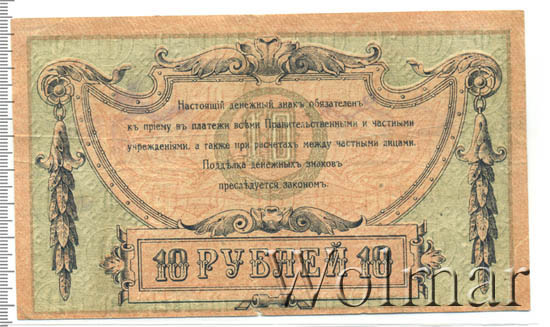 Настоящій денежный знакъ обязателенъ
къ пріему въ платежи всѣми Правительственными и частными
учрежденіями, а также при расчетахъ между частными лицами.
Поддѣлка денежныхъ знаковъ
преслѣдуется закономъ.
10 РУБЛЕЙ 10
Wolmar